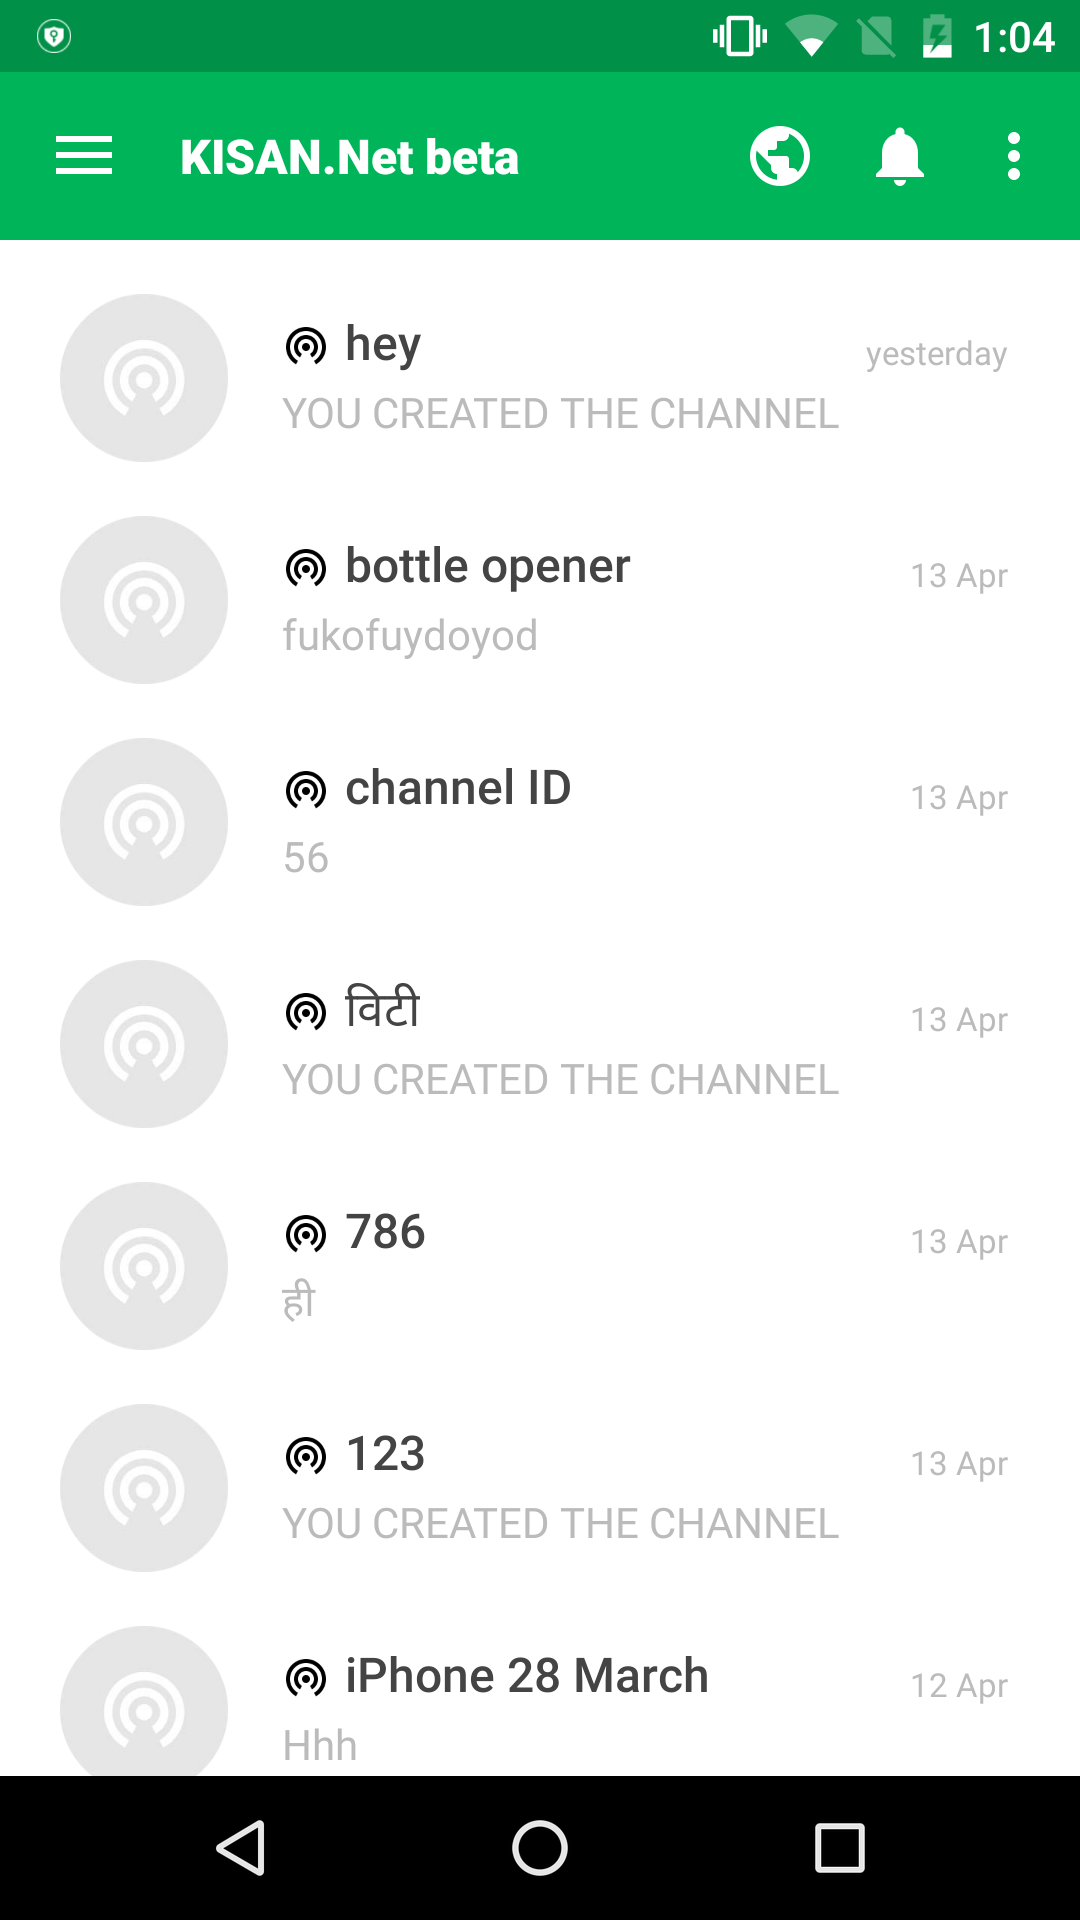 1:04
KISAN.Net beta
hey
yesterday
YOU CREATED THE CHANNEL
bottle opener
13 Apr
fukofuydoyod
channel ID
13 Apr
56
विटी
13 Apr
YOU CREATED THE CHANNEL
786
13 Apr
ही
123
13 Apr
YOU CREATED THE CHANNEL
iPhone 28 March
12 Apr
Hhh